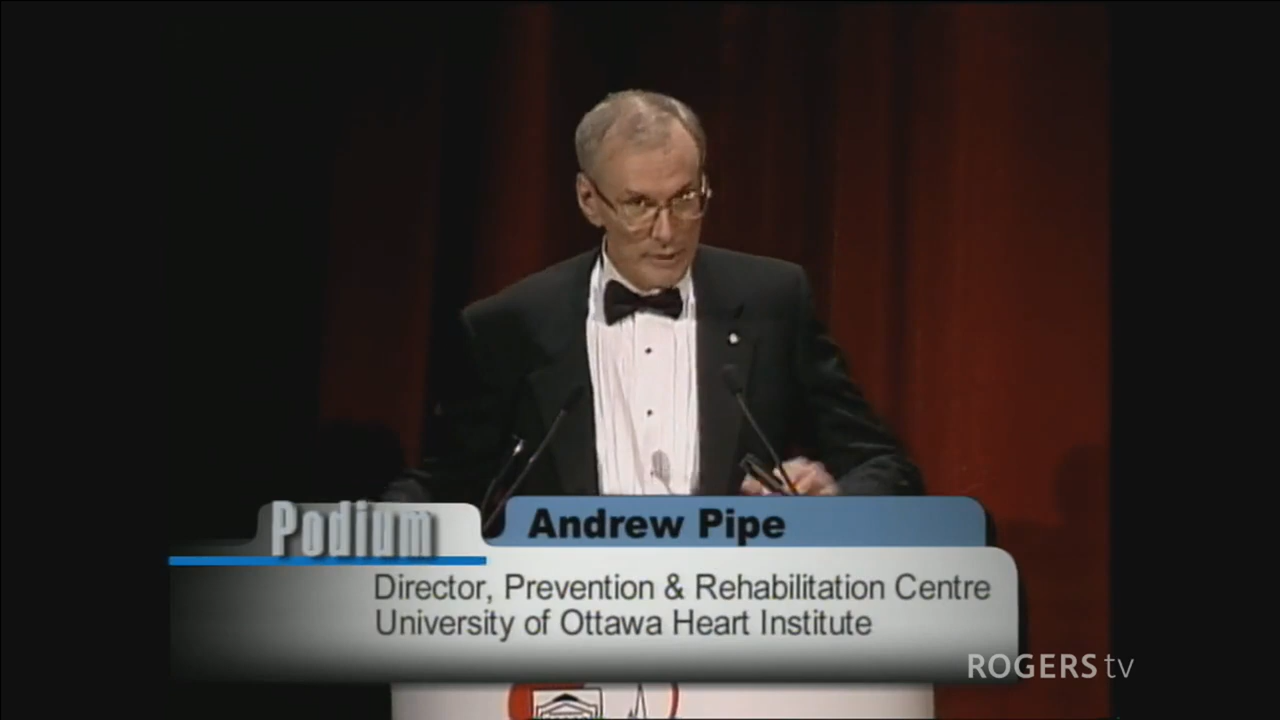 Podium
Andrew Pipe
Director, Prevention & Rehabilitation Centre
University of Ottawa Heart Institute
ROGERS tv